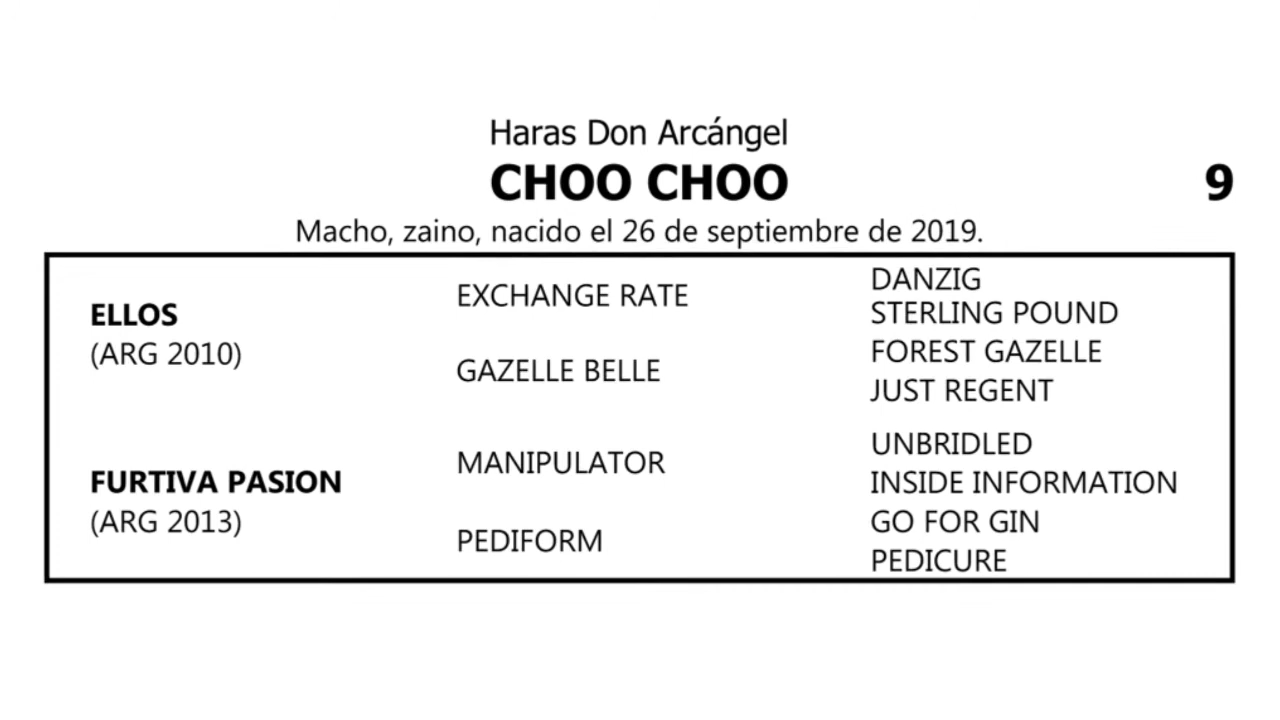 Haras Don Arcángel
CHOO CHOO
9
Macho, zaino, nacido el 26 de septiembre de 2019.
ELLOS
(ARG 2010)
EXCHANGE RATE
GAZELLE BELLE
DANZIG
STERLING POUND
FOREST GAZELLE
JUST REGENT
FURTIVA PASION
(ARG 2013)
MANIPULATOR
PEDIFORM
UNBRIDLED
INSIDE INFORMATION
GO FOR GIN
PEDICURE